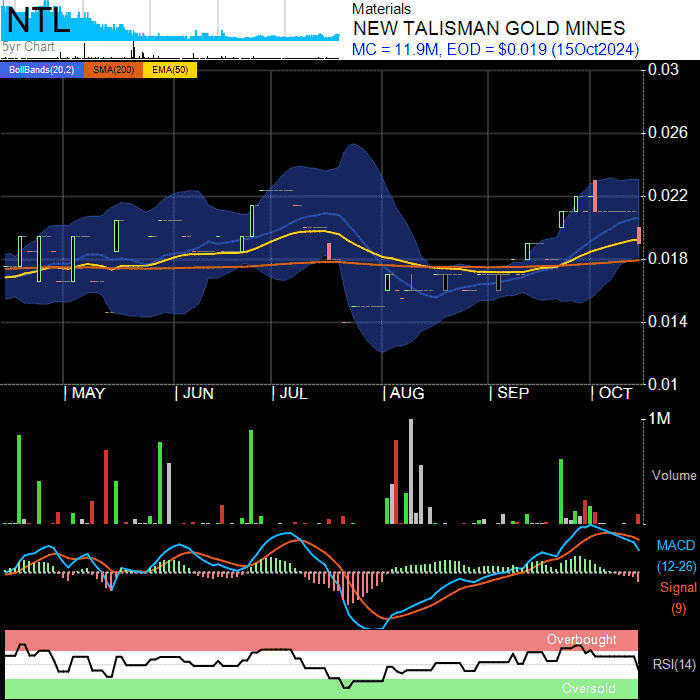 NTL
5yr Chart
Materials
NEW TALISMAN GOLD MINES
MC = 11.9M, EOD = $0.019 (15Oct2024)
BollBands(20,2) SMA(200) EMA(50)
0.03
0.026
0.022
0.018
0.014
0.01
MAY JUN JUL AUG SEP OCT
1M
Volume
MACD
(12-26)
Signal
(9)
Overbought
RSI(14)
Oversold